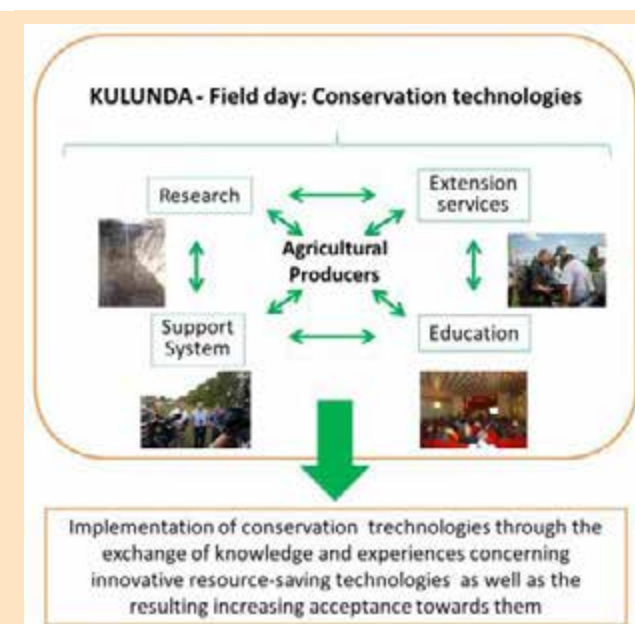 KULUNDA - Field day: Conservation technologies
Research
Extension
services
Agricultural
Producers
Support
System
Education
Implementation of conservation trechnologies through the
exchange of knowledge and experiences concerning
innovative resource-saving technologies as well as the
resulting increasing acceptance towards them